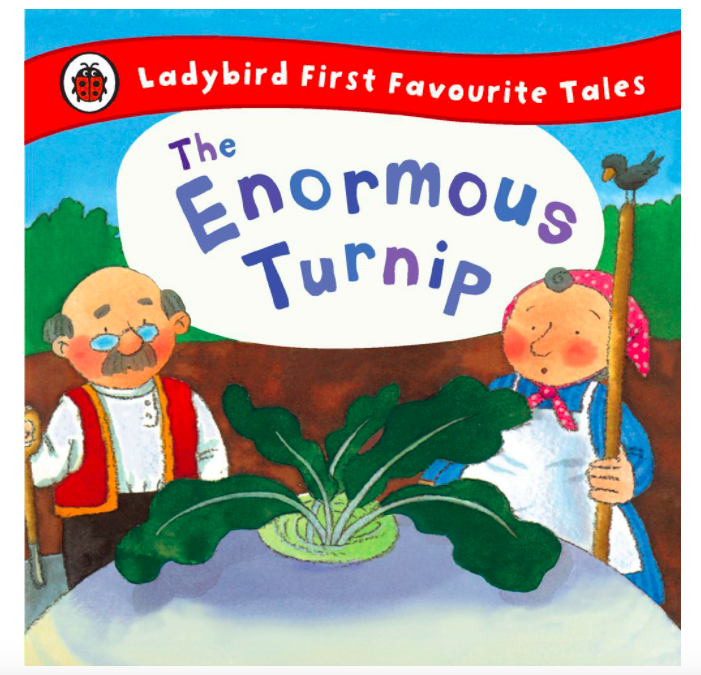 Ladybird First Favourite Tales
The
Enormous
Turnip